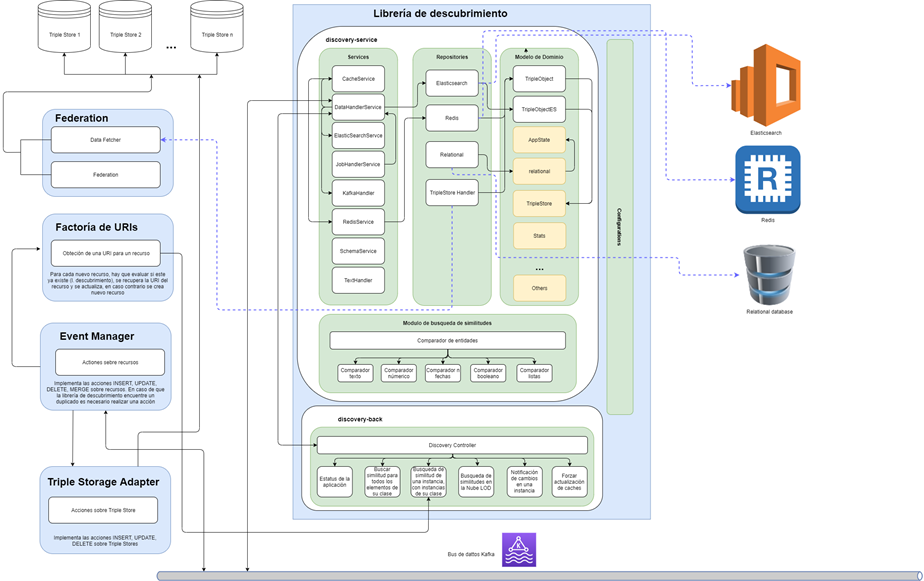 Triple Store 1
Triple Store 2
...
Triple Store n
Federation
Data Fetcher
Federation
Factoría de URIs
Obteción de una URI para un recurso
Para cada nuevo recurso, hay que evaluar si este
ya existe (l. descubrimiento), se recupera la URI del
recurso y se actualiza, en caso contrario se crea
nuevo recurso
Event Manager
Actiones sobre recursos
Implementa las acciones INSERT, UPDATE,
DELETE, MERGE sobre recursos. En caso de que
la librería de descubrimiento encuentre un
duplicado es necesario realizar una acción
Triple Storage Adapter
Acciones sobre Triple Store
Implementa las acciones INSERT, UPDATE,
DELETE sobre Triple Stores
Librería de descubrimiento
discovery-service
Services
CacheService
DataHandlerService
ElasticSearchService
JobHandlerService
KafkaHandler
RedisService
SchemaService
TextHandler
Repositories
Elasticsearch
Redis
Relational
TripleStore Handler
Modelo de Dominio
TripleObject
TripleObjectES
AppState
relational
TripleStore
Stats
...
Others
Configurations
Modulo de busqueda de similitudes
Comparador de entidades
Comparador
texto
Comparador
númerico
Comparador n
fechas
Comparador
booleano
Comparador
listas
discovery-back
Discovery Controller
Estatus de la
aplicación
Buscar
similitud para
todos los
elementos de
su clase
Busqueda de
similitud de
una instancia,
con instancias
de su clase
Busqueda de
similitudes en
la Nube LOD
Notificación
de cambios
en una
instancia
Forzar
actualización
de caches
Elasticsearch
R
Redis
Relational database
Bus de dattos Kafka